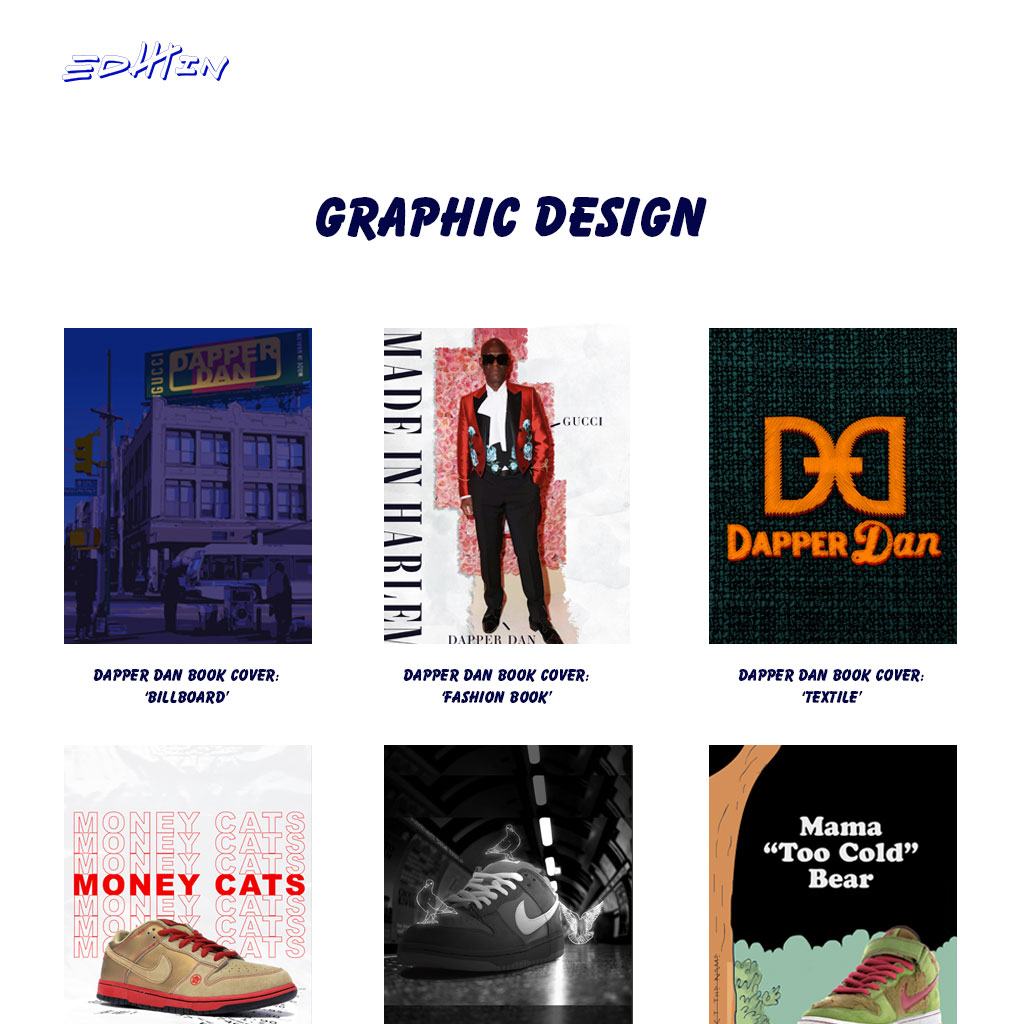 EDWIN
GRAPHIC DESIGN
GUCCI
DAPPER
DAN
MADE IN HARLEM
GUCCI
DAPPER DAN
DAPPER Dan
DAPPER DAN BOOK COVER:
‘BILLBOARD’
DAPPER DAN BOOK COVER:
‘FASHION BOOK’
DAPPER DAN BOOK COVER:
‘TEXTILE’
MONEY CATS
MONEY CATS
MONEY CATS
MONEY CATS
MONEY CATS
MONEY CATS
MONEY CATS
Mama
“Too Cold”
Bear